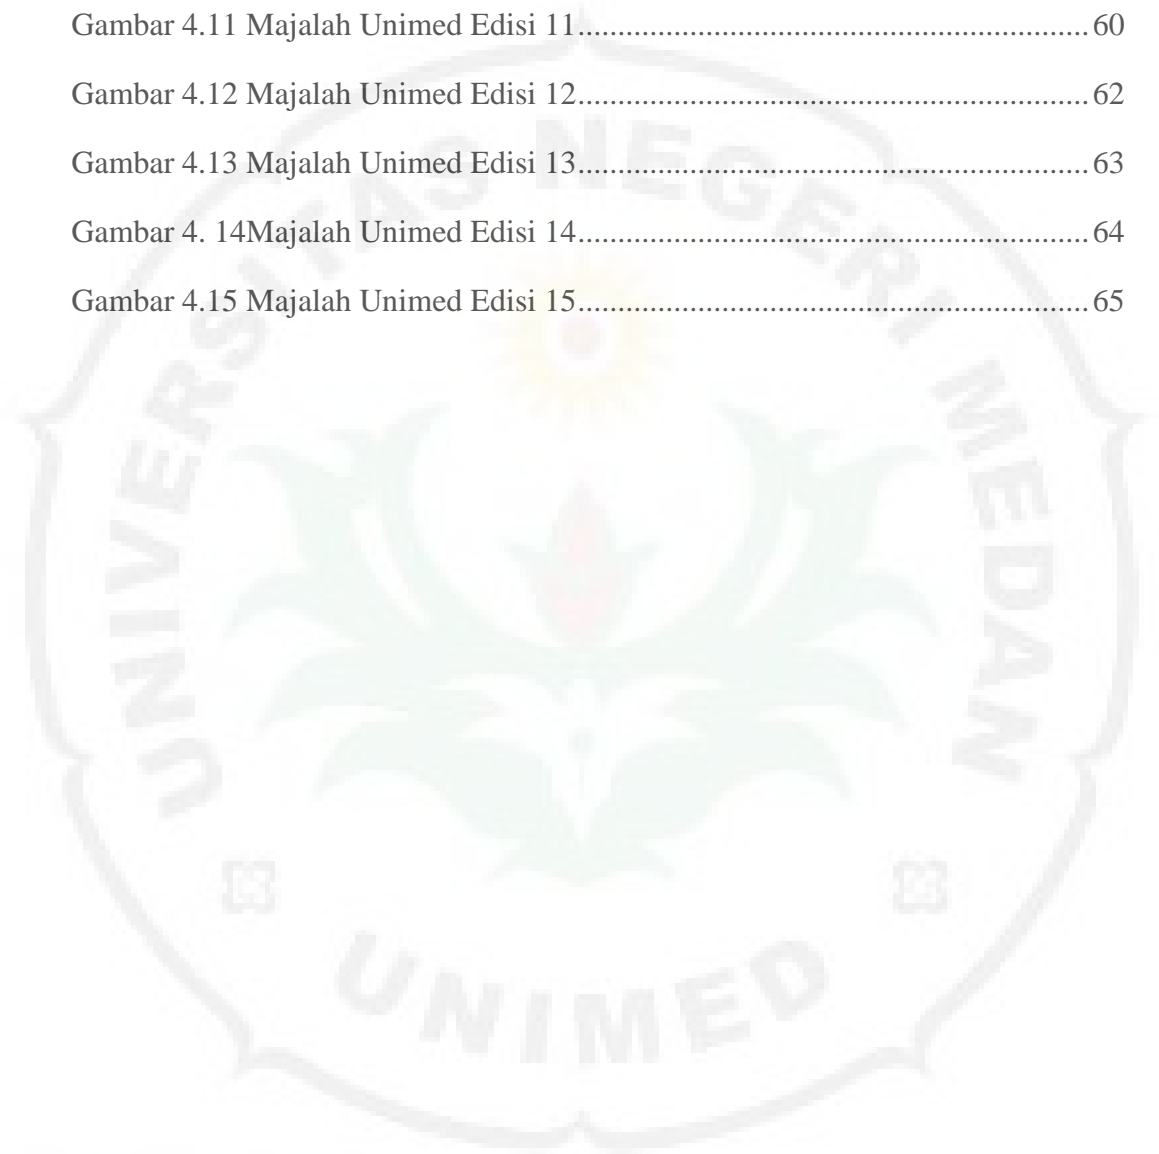 Gambar 4.11 Majalah Unimed Edisi 11................................................................ 60
Gambar 4.12 Majalah Unimed Edisi 12................................................................ 62
Gambar 4.13 Majalah Unimed Edisi 13................................................................ 63
Gambar 4. 14Majalah Unimed Edisi 14................................................................ 64
Gambar 4.15 Majalah Unimed Edisi 15................................................................ 65
UNIVERSITAS NEGERI MEDAN
UNIMED